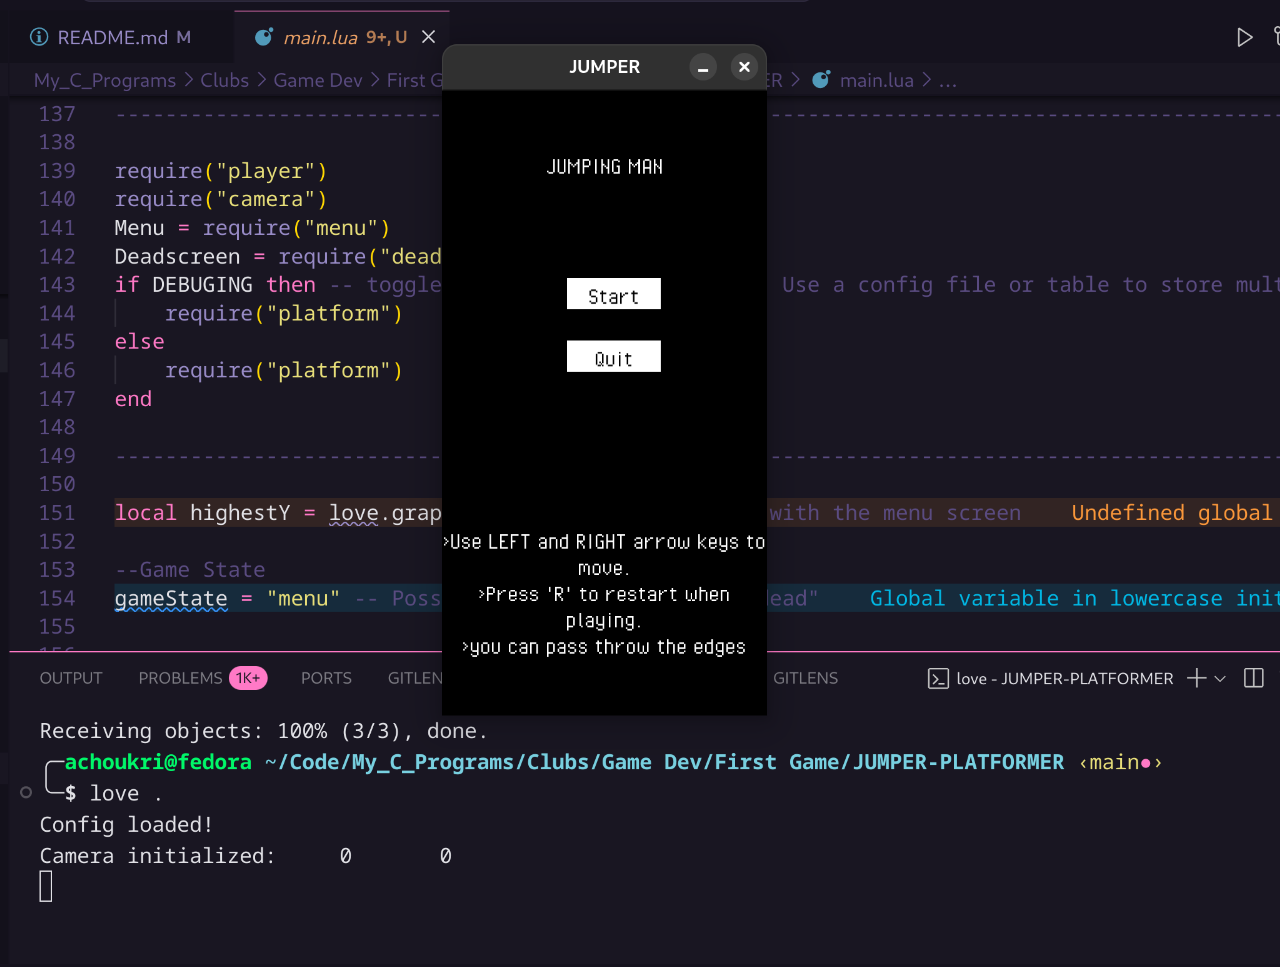 README.md M
main.lua 9+, U
My_C_Programs > Clubs > Game Dev > First G
ER > main.lua > ...
JUMPER
137 --------------------------
138
139 require("player")
140 require("camera")
141 Menu = require("menu")
142 Deadscreen = require("dead
143 if DEBUGING then -- toggle
Use a config file or table to store mult
144 require("platform")
145 else
146 require("platform")
147 end
148
149 --------------------------
150
151 local highestY = love.grap
with the menu screen Undefined global
152
153 --Game State
154 gameState = "menu" -- Poss
ead" Global variable in lowercase init
155
JUMPING MAN
Start
Quit
>Use LEFT and RIGHT arrow keys to
move.
>Press 'R' to restart when
playing.
>you can pass throw the edges
OUTPUT PROBLEMS 1K+ PORTS GITLEN
GITLENS love - JUMPER-PLATFORMER
Receiving objects: 100% (3/3), done.
achoukri@fedora ~/Code/My_C_Programs/Clubs/Game Dev/First Game/JUMPER-PLATFORMER ‹main●›
$ love .
Config loaded!
Camera initialized: 0 0